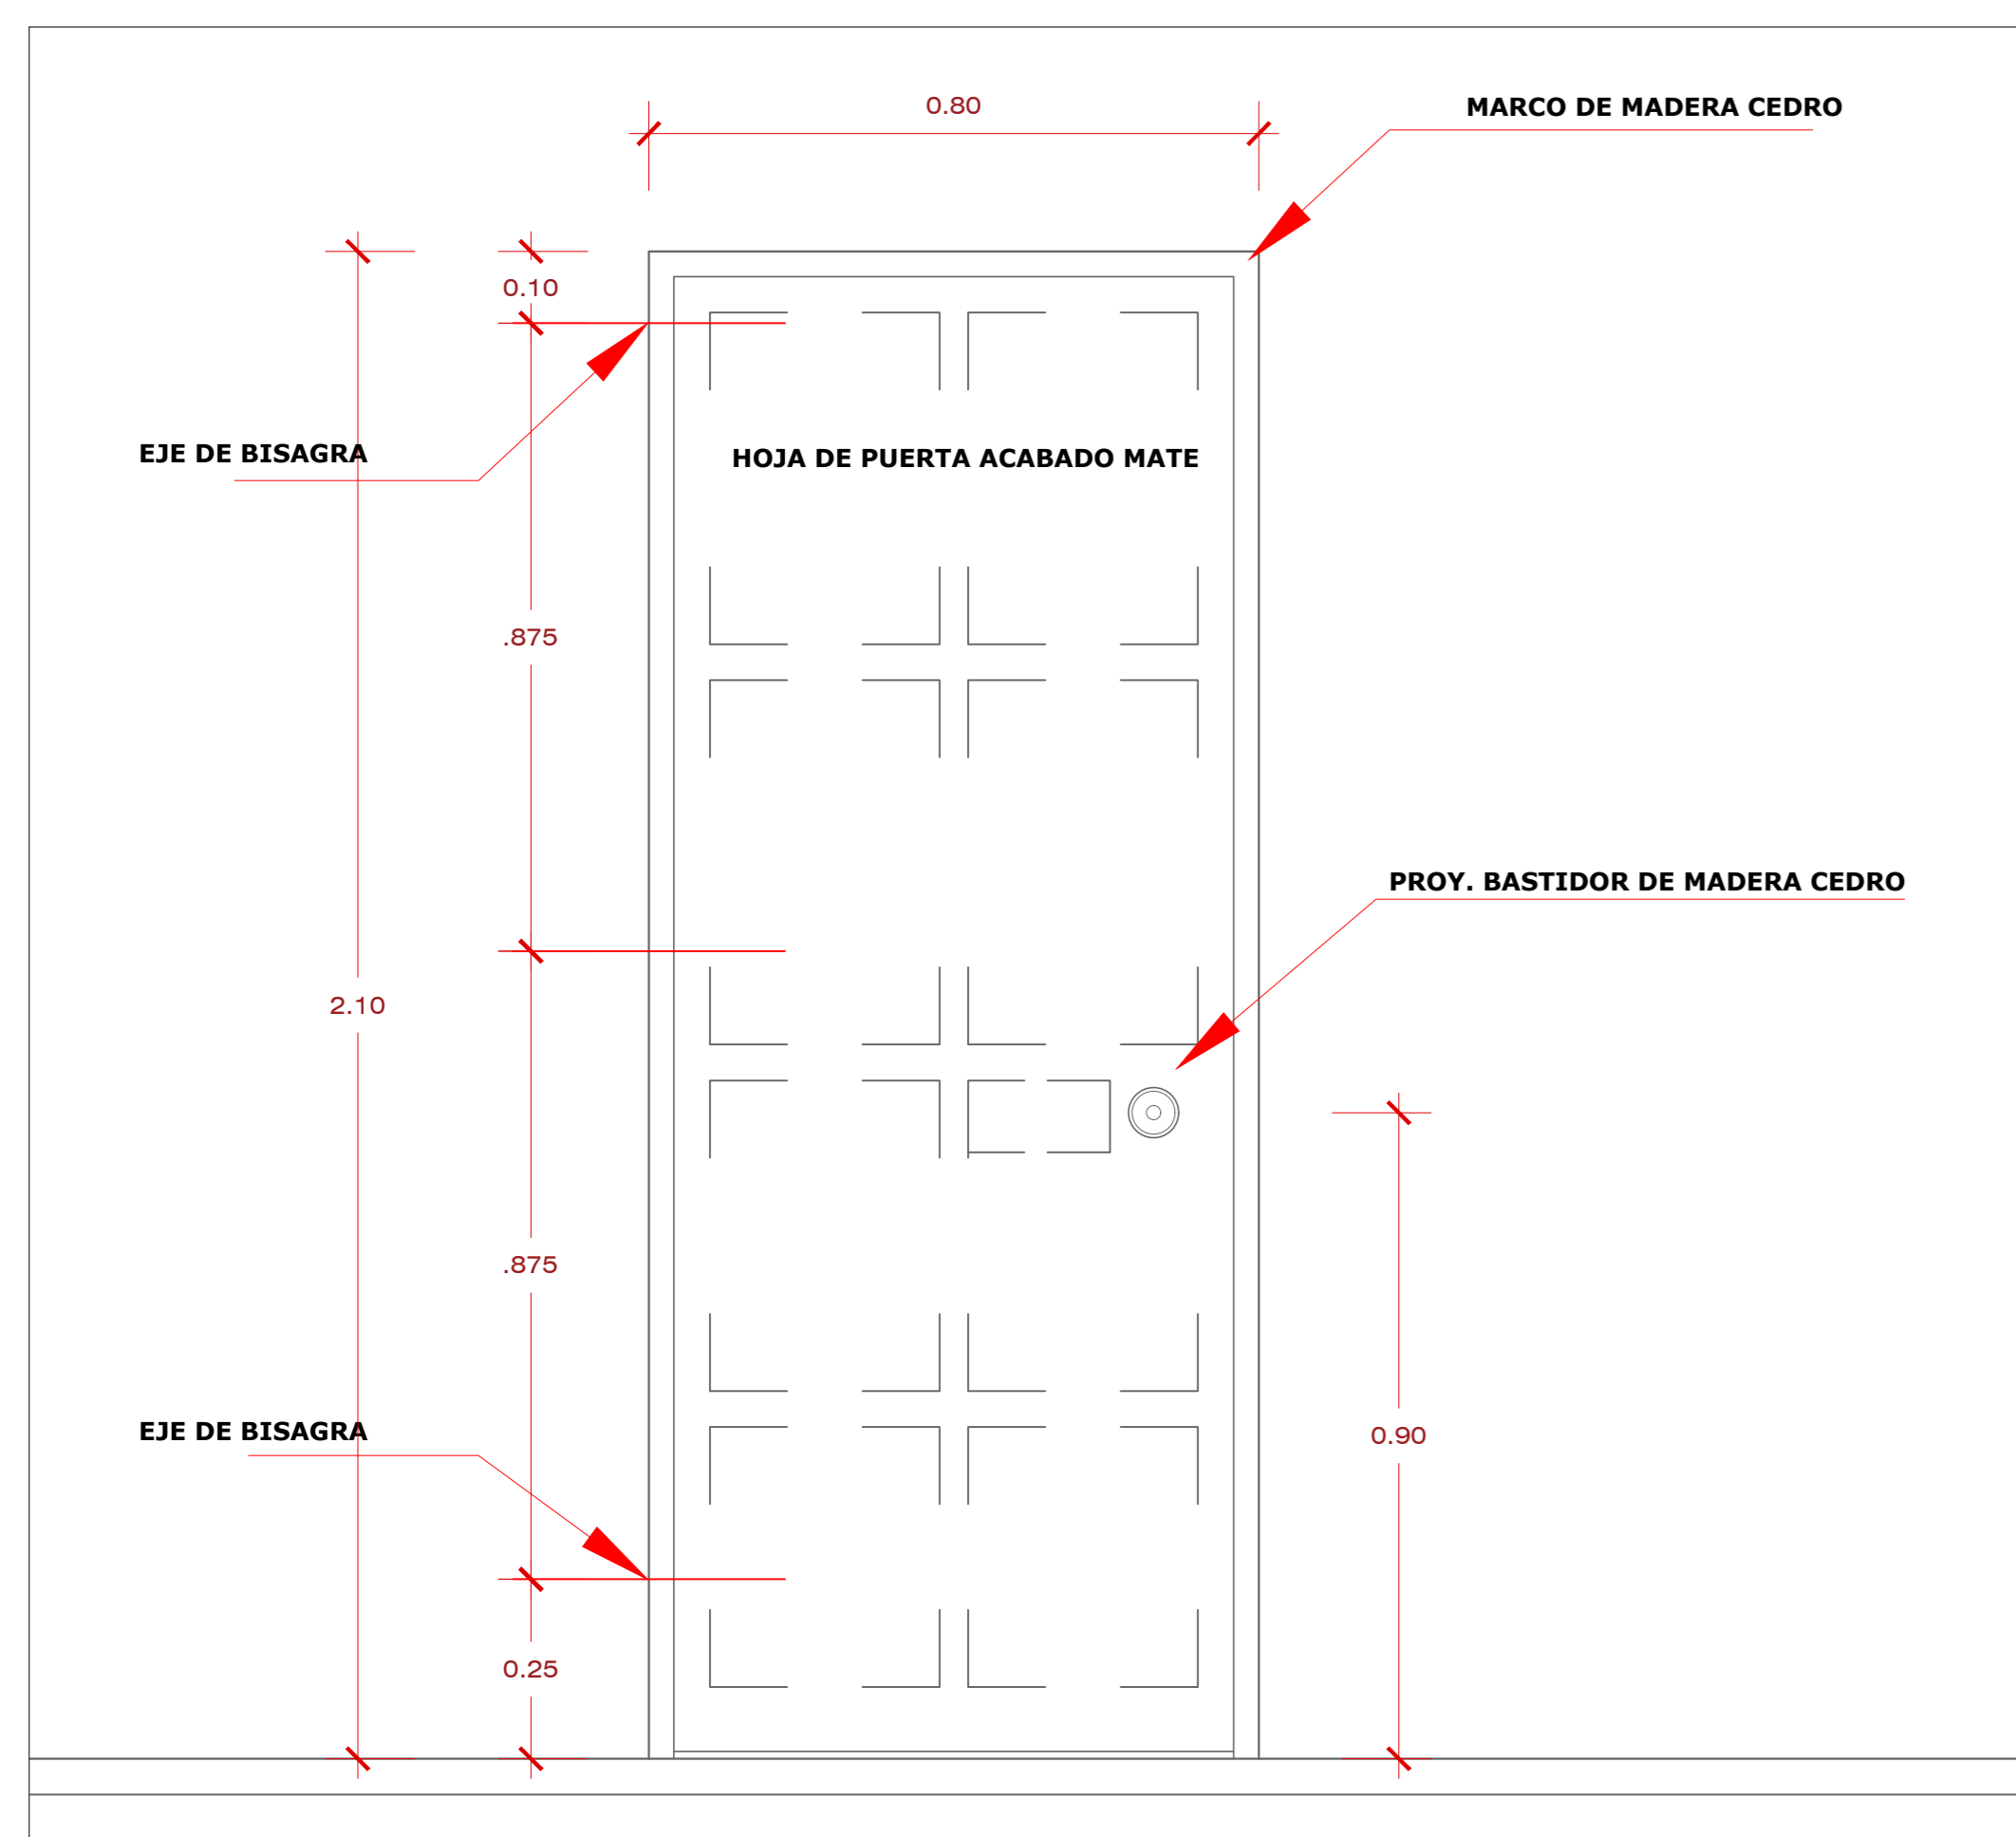 0.80
MARCO DE MADERA CEDRO
0.10
EJE DE BISAGRA
HOJA DE PUERTA ACABADO MATE
.875
PROY. BASTIDOR DE MADERA CEDRO
2.10
.875
EJE DE BISAGRA
0.90
0.25